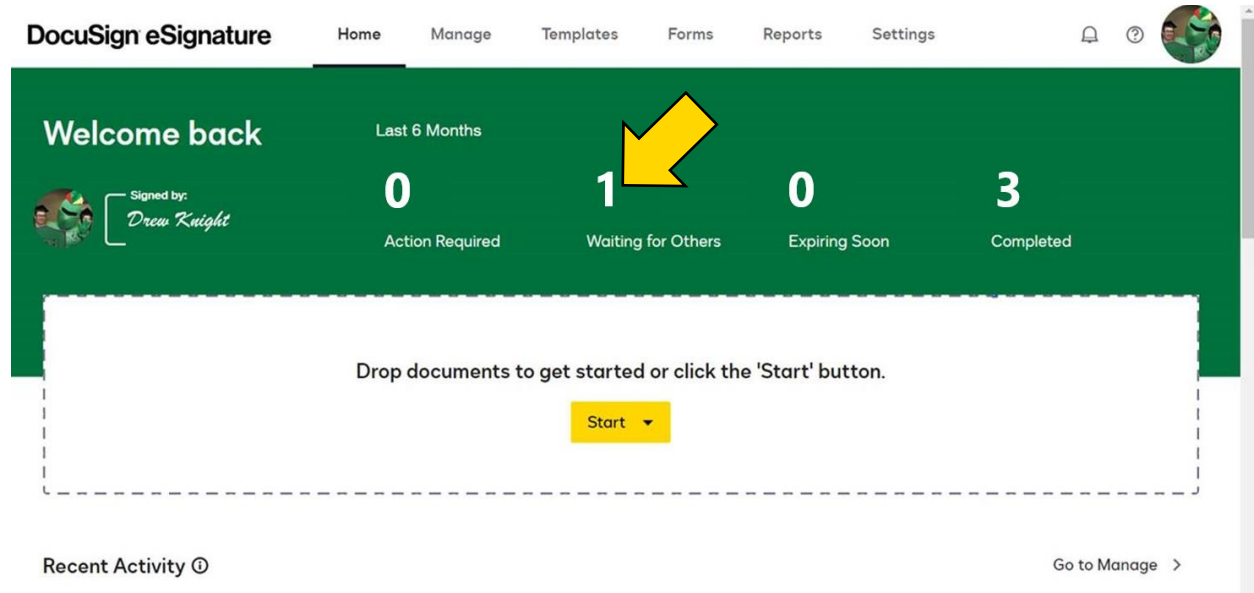 DocuSign eSignature Home Manage Templates Forms Reports Settings
Welcome back
Signed by:
Drew Knight
Last 6 Months
0 1 0 3
Action Required Waiting for Others Expiring Soon Completed
Drop documents to get started or click the 'Start' button.
Start
Recent Activity Go to Manage